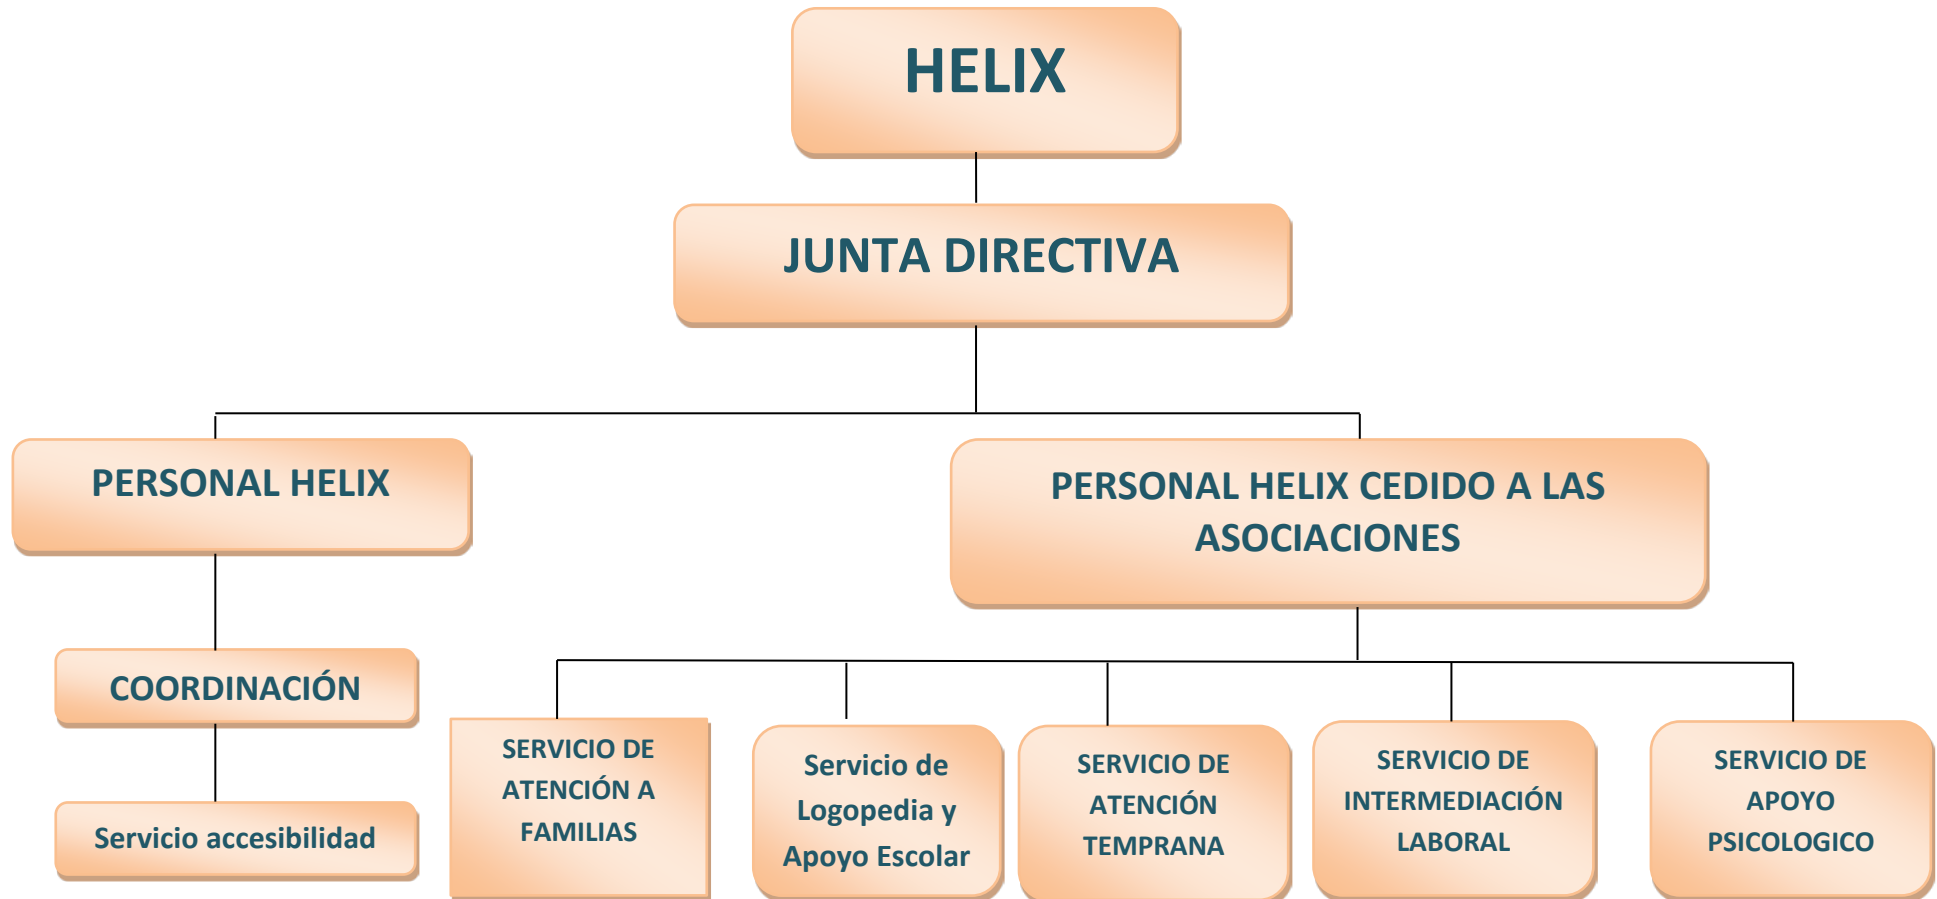 HELIX
JUNTA DIRECTIVA
PERSONAL HELIX
PERSONAL HELIX CEDIDO A LAS
ASOCIACIONES
COORDINACIÓN
Servicio accesibilidad
SERVICIO DE
ATENCIÓN A
FAMILIAS
Servicio de
Logopedia y
Apoyo Escolar
SERVICIO DE
ATENCIÓN
TEMPRANA
SERVICIO DE
INTERMEDIACIÓN
LABORAL
SERVICIO DE
APOYO
PSICOLOGICO